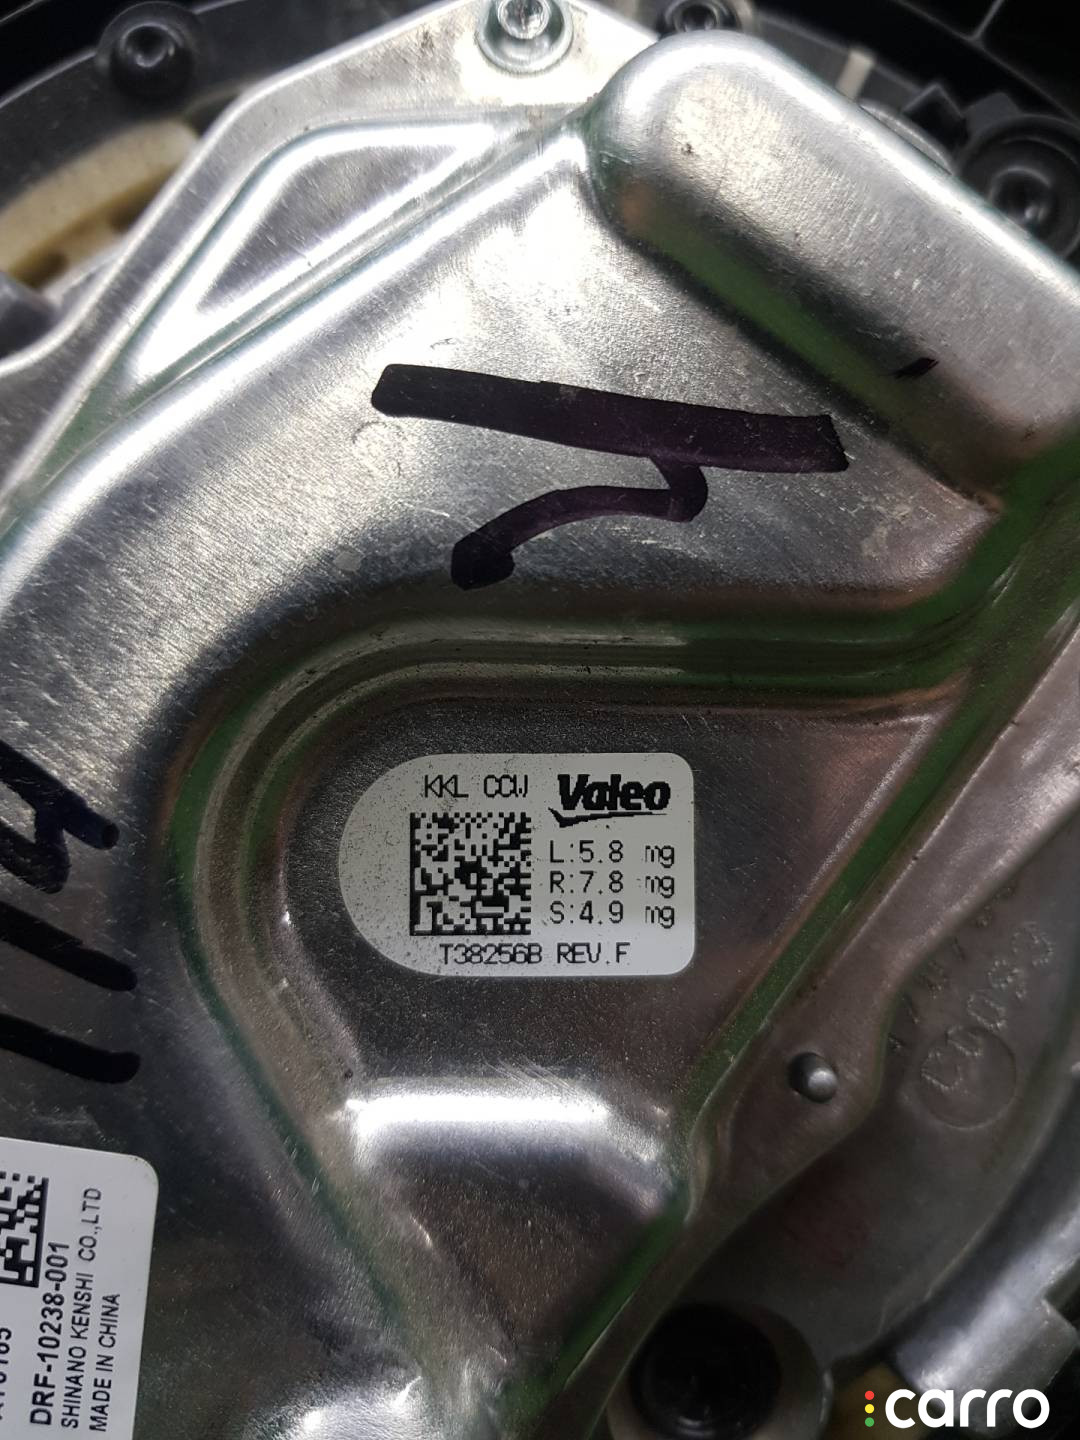 KKL CCW Valeo
L:5.8 mg
R:7.8 mg
S:4.9 mg
T38256B REV.F
DRF-10238-001
SHINANO KENSHI CO.,LTD
MADE IN CHINA
carro